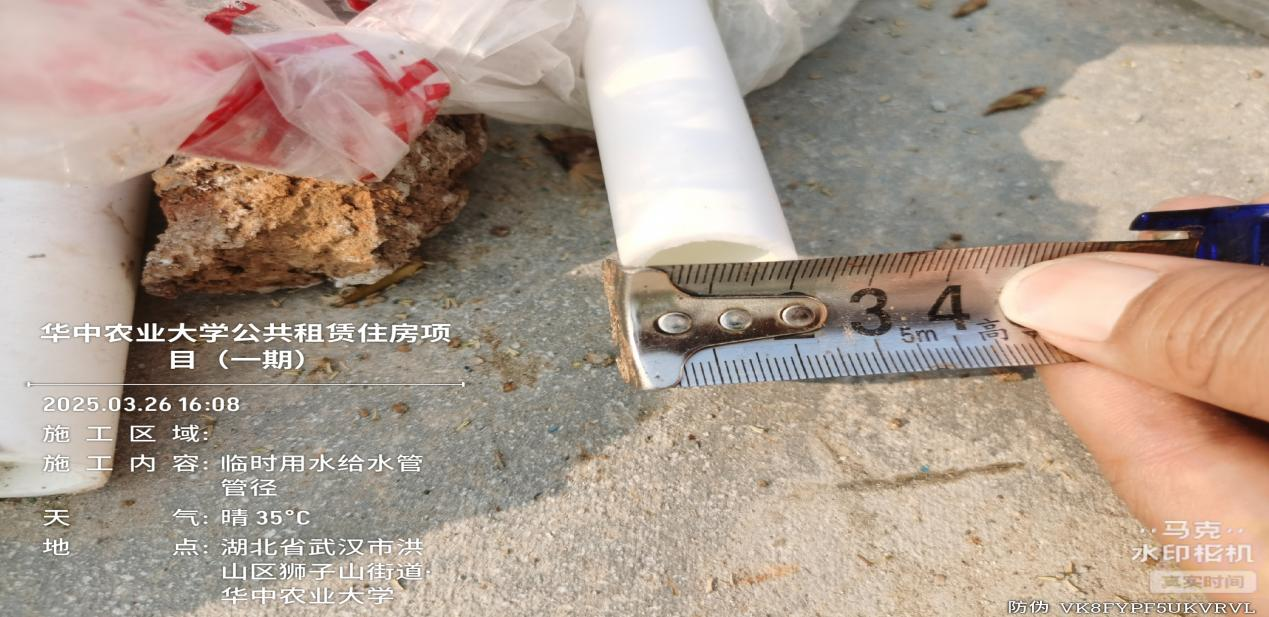 3 4
5m 高
华中农业大学公共租赁住房项
目（一期）
2025.03.26 16:08
施工区域:
施工内容: 临时用水给水管
管径
天气: 晴 35°C
地点: 湖北省武汉市洪
山区狮子山街道·
华中农业大学
马克
水印相机
真实时间
防伪 VK8FYPF5UKVRVL